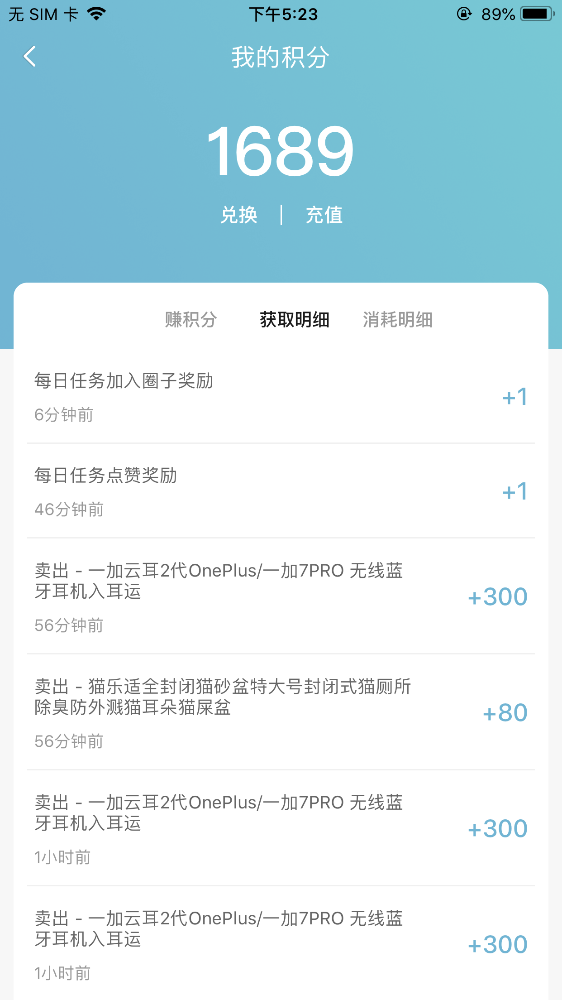 无 SIM 卡
下午5:23
89%
我的积分
1689
兑换
充值
赚积分
获取明细
消耗明细
每日任务加入圈子奖励
+1
6分钟前
每日任务点赞奖励
+1
46分钟前
卖出 - 一加云耳2代OnePlus/一加7PRO 无线蓝
牙耳机入耳运
+300
56分钟前
卖出 - 猫乐适全封闭猫砂盆特大号封闭式猫厕所
除臭防外溅猫耳朵猫屎盆
+80
56分钟前
卖出 - 一加云耳2代OnePlus/一加7PRO 无线蓝
牙耳机入耳运
+300
1小时前
卖出 - 一加云耳2代OnePlus/一加7PRO 无线蓝
牙耳机入耳运
+300
1小时前